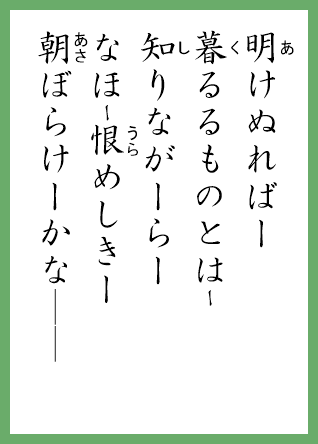 明けぬればー
暮るるものとはー
知りながーらー
なほー恨めしきー
朝ぼらけーかな――